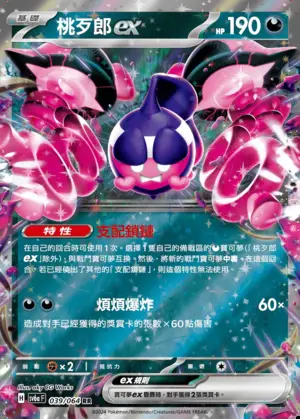 基礎 桃歹郎ex HP190
特性 支配鎖鏈
在自己的回合時可使用1次。選擇1隻自己的備戰區的惡寶可夢(「桃歹郎
ex」除外),與戰鬥寶可夢互換。然後,將新的戰鬥寶可夢中毒。在這個回
合,若已經使出了其他的「支配鎖鏈」,則這個特性無法使用。
煩煩爆炸 60×
造成對手已經獲得的獎賞卡的張數×60點傷害。
弱點 ×2 抵抗力 撤退
ex規則
寶可夢ex昏厥時,對手獲得2張獎賞卡。
Illus. aky CG Works
H sv6a F 039/064 RR
©2024 Pokémon/Nintendo/Creatures/GAME FREAK.